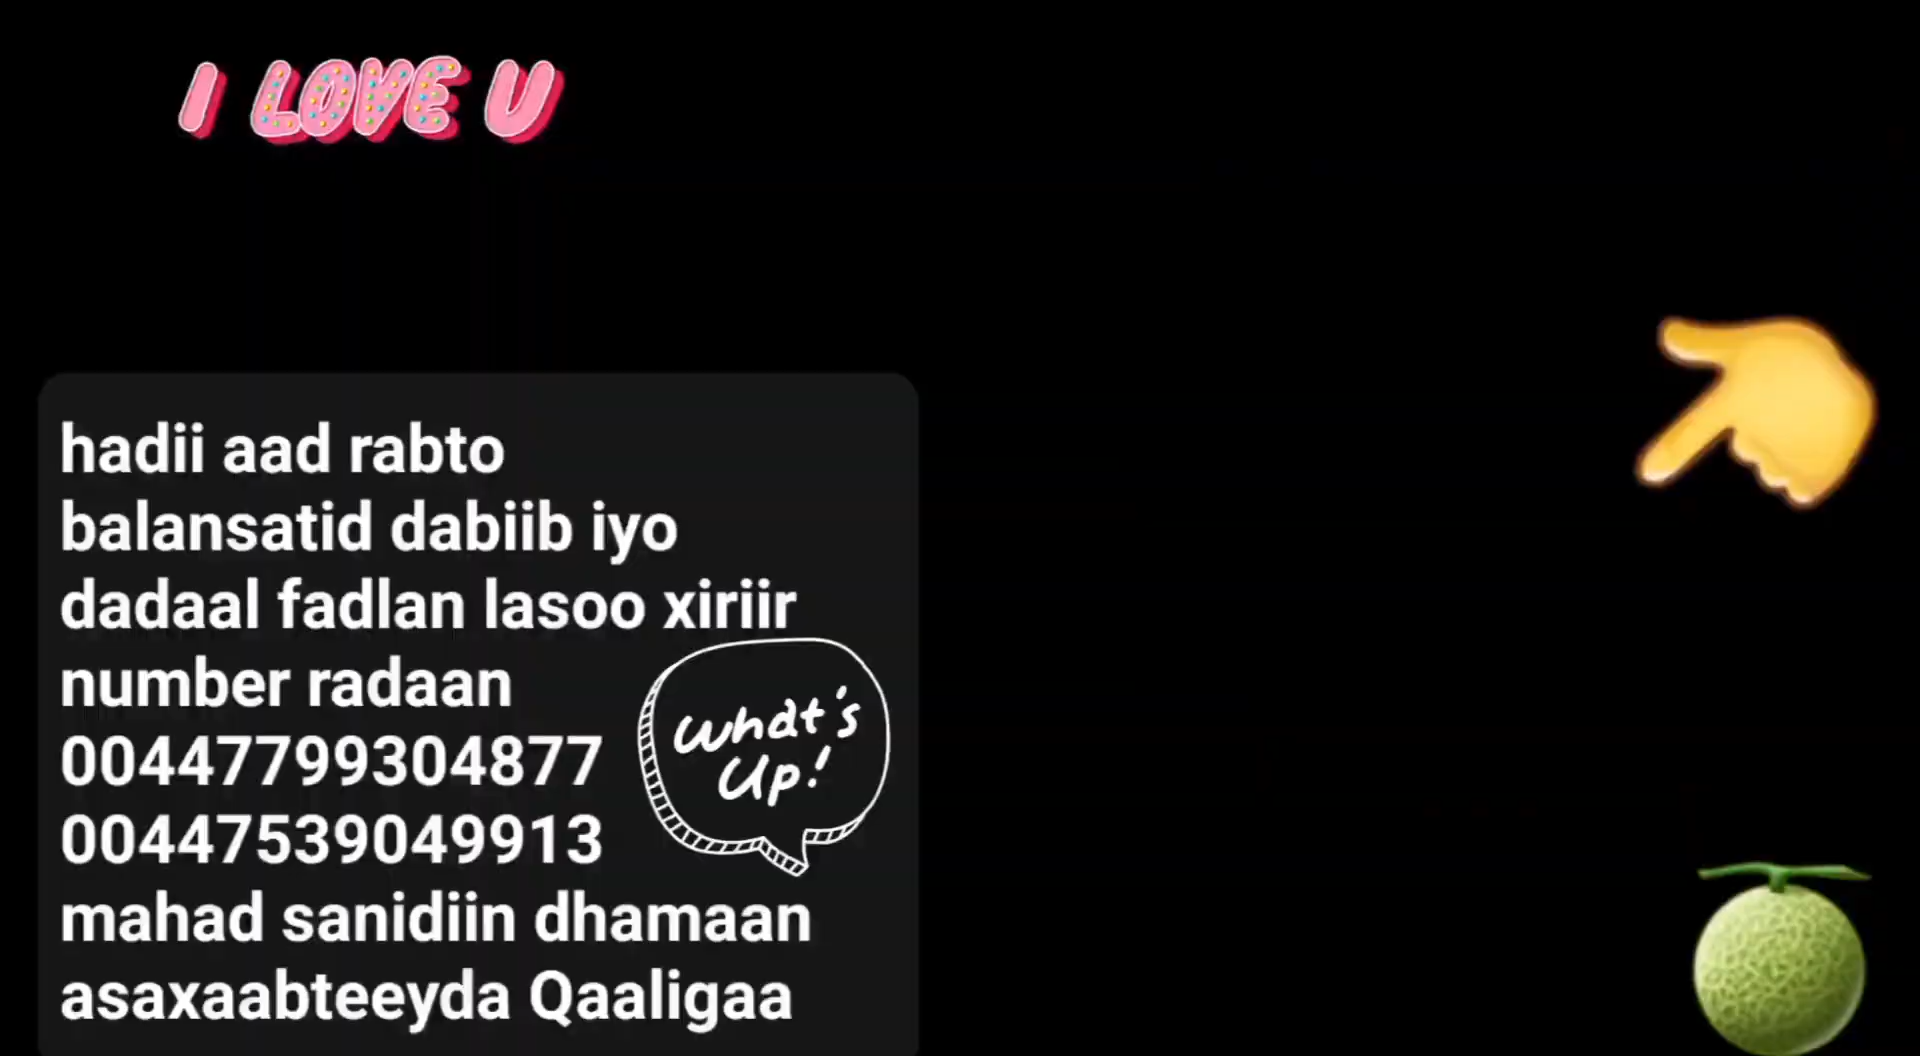 I LOVE U
hadii aad rabto
balansatid dabiib iyo
dadaal fadlan lasoo xiriir
number radaan
00447799304877
00447539049913
What's
Up!
mahad sanidiin dhamaan
asaxaabteeyda Qaaligaa